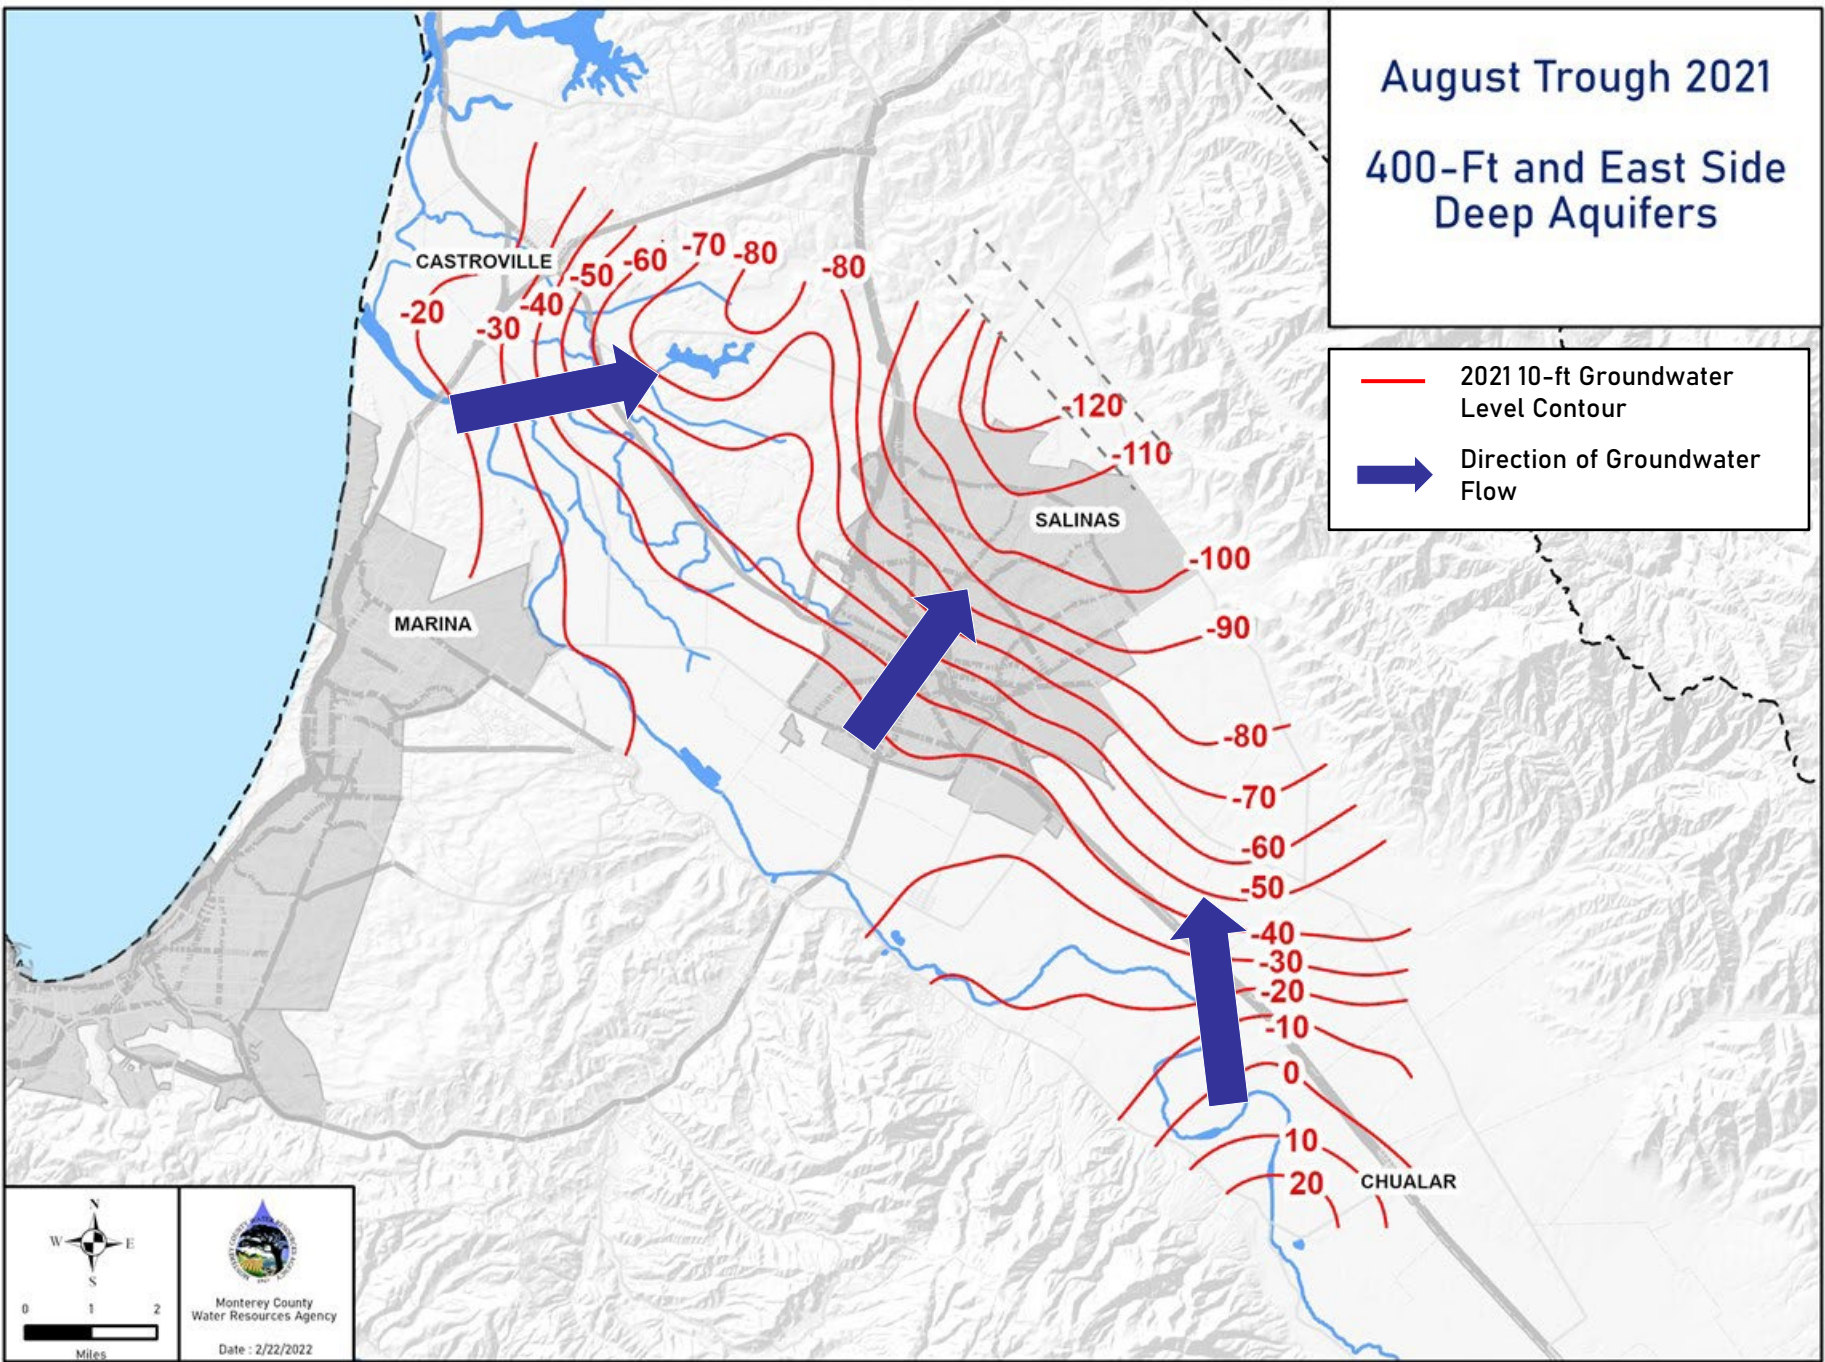 August Trough 2021
400-Ft and East Side
Deep Aquifers
2021 10-ft Groundwater
Level Contour
Direction of Groundwater
Flow
CASTROVILLE
-20
-30
-40
-50
-60
-70
-80
-80
-120
-110
SALINAS
-100
-90
MARINA
-80
-70
-60
-50
-40
-30
-20
-10
0
10
20
CHUALAR
N
W
E
S
0 1 2
Miles
Monterey County
Water Resources Agency
Date : 2/22/2022